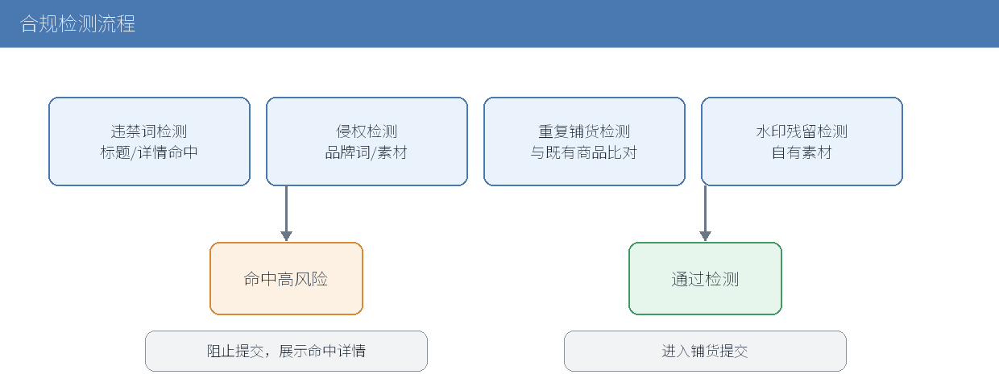 合规检测流程
违禁词检测
标题/详情命中
侵权检测
品牌词/素材
重复铺货检测
与既有商品比对
水印残留检测
自有素材
命中高风险
通过检测
阻止提交，展示命中详情
进入铺货提交